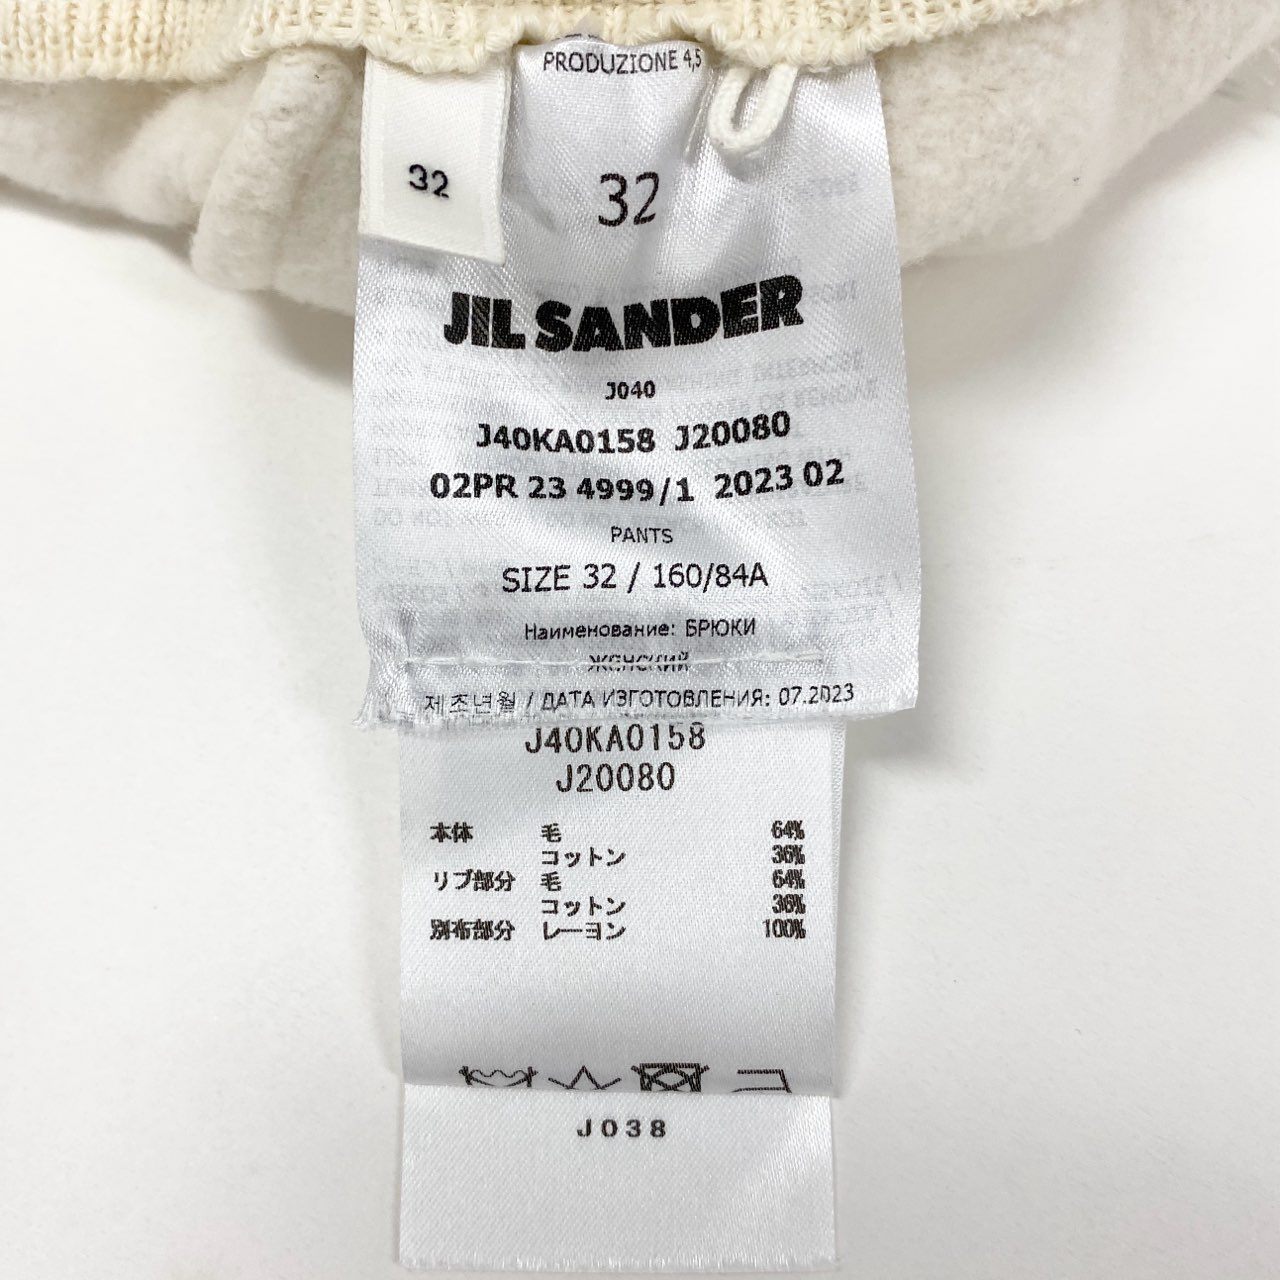 PRODUZIONE 4,5
32
32
JIL SANDER
J040
J40KA0158 J20080
02PR 23 4999/1 2023 02
PANTS
SIZE 32 / 160/84A
Наименование: БРЮКИ
ЖЕНСКИЙ
제조년월 / ДАТА ИЗГОТОВЛЕНИЯ: 07.2023
J40KA0158
J20080
本体 毛 64%
コットン 36%
リブ部分 毛 64%
コットン 36%
別布部分 レーヨン 100%
J038